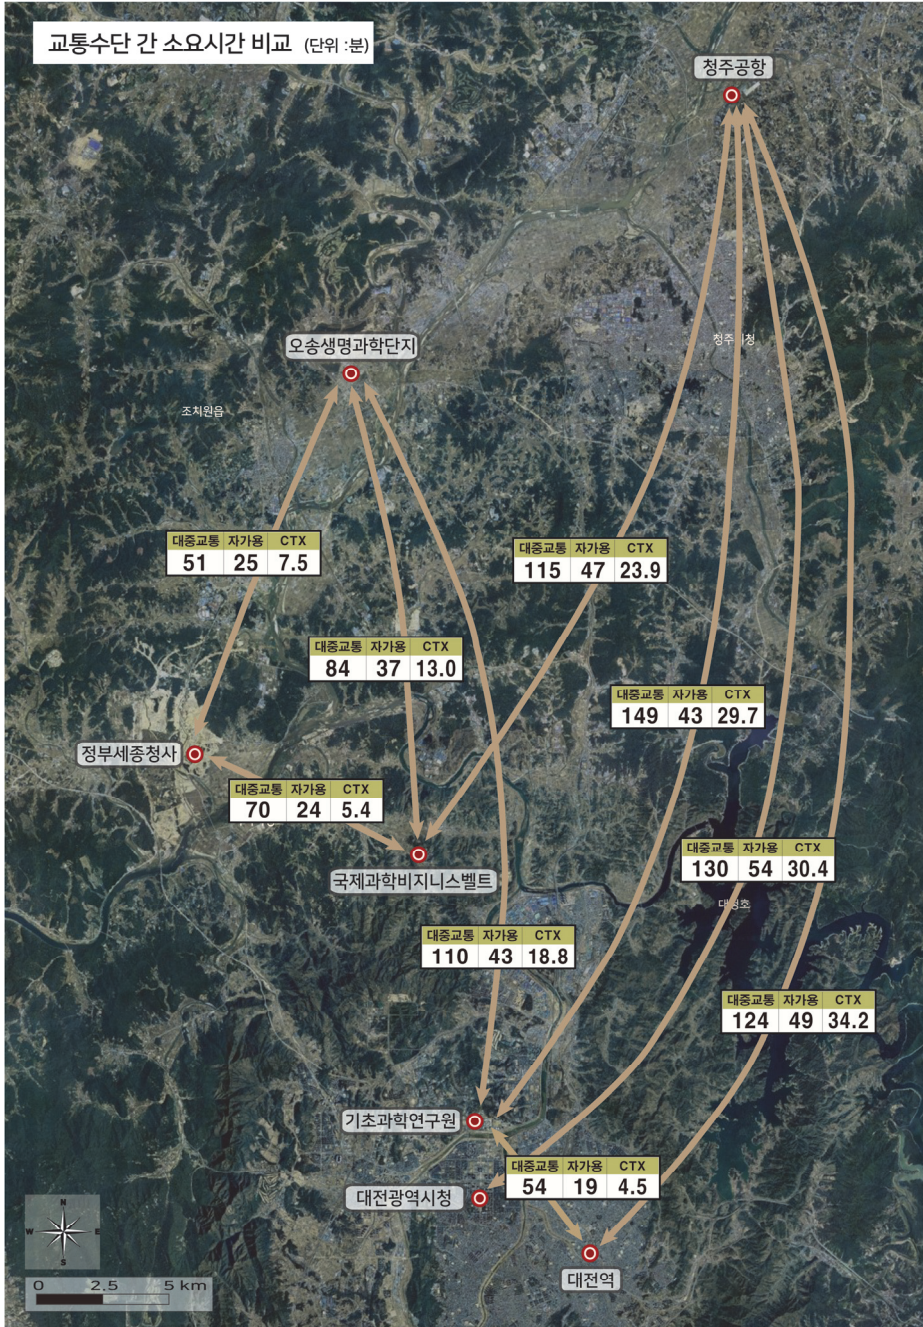 교통수단 간 소요시간 비교 (단위 :분)
청주공항
청주시청
오송생명과학단지
조치원읍
대중교통 자가용 CTX
51 25 7.5
대중교통 자가용 CTX
115 47 23.9
대중교통 자가용 CTX
84 37 13.0
대중교통 자가용 CTX
149 43 29.7
정부세종청사
대중교통 자가용 CTX
70 24 5.4
국제과학비지니스벨트
대중교통 자가용 CTX
130 54 30.4
대청호
대중교통 자가용 CTX
110 43 18.8
대중교통 자가용 CTX
124 49 34.2
기초과학연구원
대중교통 자가용 CTX
54 19 4.5
대전광역시청
대전역
N
W E
S
0 2.5 5 km